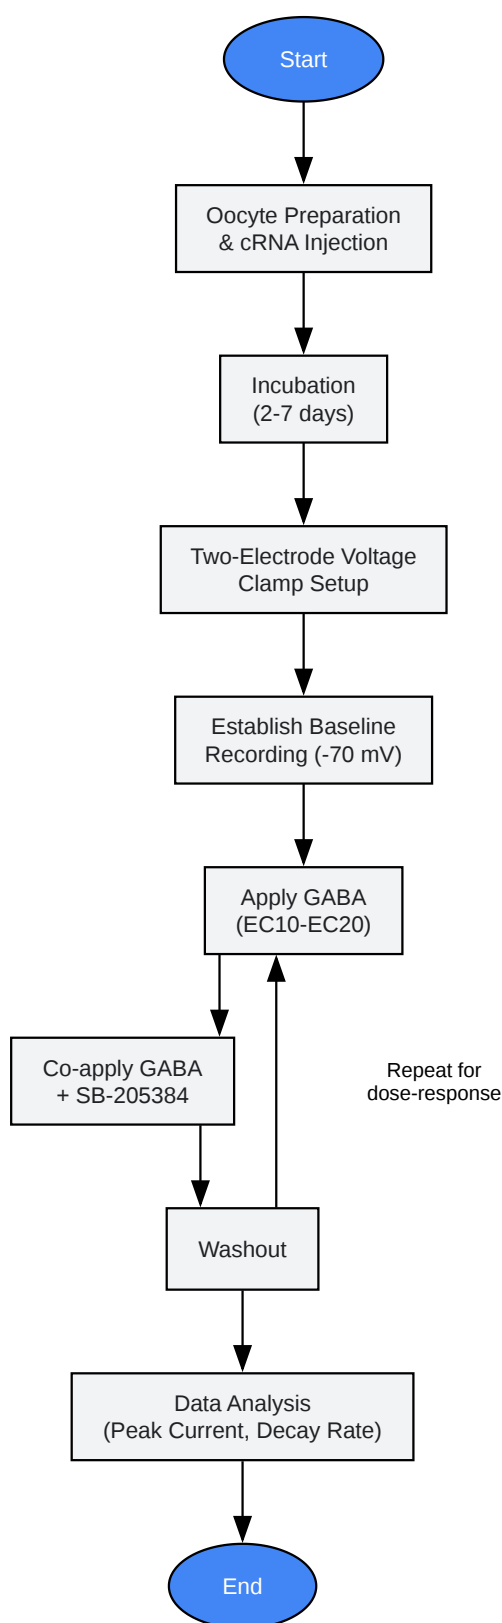 Start
Oocyte Preparation
& cRNA Injection
Incubation
(2-7 days)
Two-Electrode Voltage
Clamp Setup
Establish Baseline
Recording (-70 mV)
Apply GABA
(EC10-EC20)
Co-apply GABA
+ SB-205384
Repeat for
dose-response
Washout
Data Analysis
(Peak Current, Decay Rate)
End